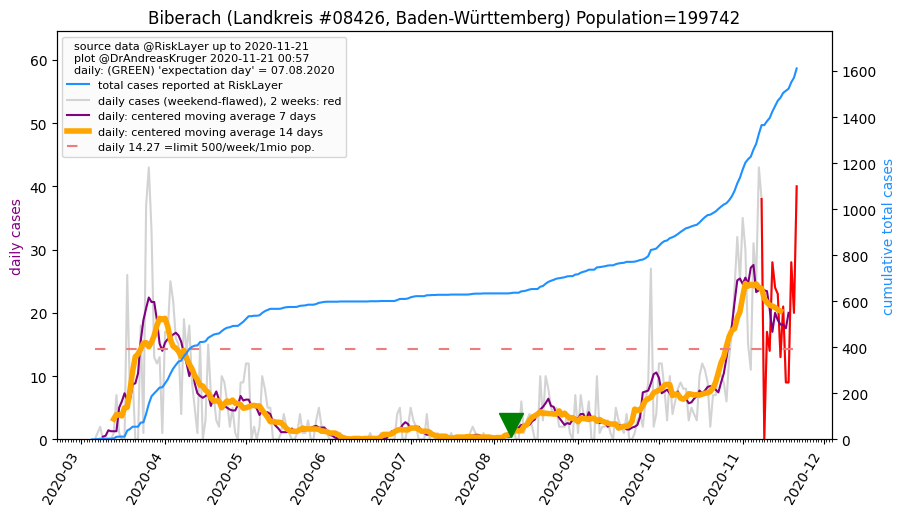 Biberach (Landkreis #08426, Baden-Württemberg) Population=199742
source data @RiskLayer up to 2020-11-21
plot @DrAndreasKruger 2020-11-21 00:57
daily: (GREEN) 'expectation day' = 07.08.2020
total cases reported at RiskLayer
daily cases (weekend-flawed), 2 weeks: red
daily: centered moving average 7 days
daily: centered moving average 14 days
daily 14.27 =limit 500/week/1mio pop.
daily cases
60
50
40
30
20
10
0
cumulative total cases
1600
1400
1200
1000
800
600
400
200
0
2020-03
2020-04
2020-05
2020-06
2020-07
2020-08
2020-09
2020-10
2020-11
2020-12